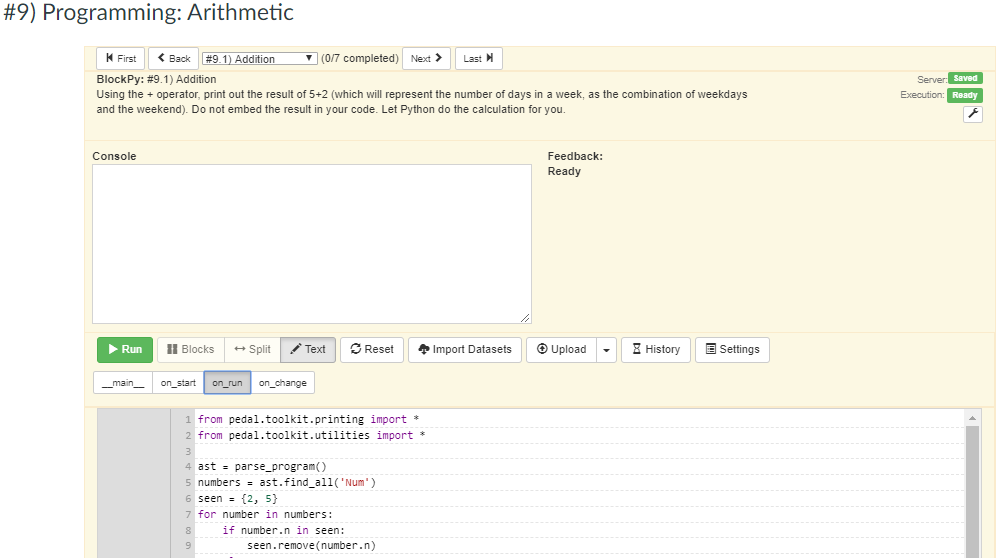 #9) Programming: Arithmetic
First Back #9.1) Addition (0/7 completed) Next Last
BlockPy: #9.1) Addition
Server: Saved
Using the + operator, print out the result of 5+2 (which will represent the number of days in a week, as the combination of weekdays
Execution: Ready
and the weekend). Do not embed the result in your code. Let Python do the calculation for you.
Console
Feedback:
Ready
Run Blocks Split Text Reset Import Datasets Upload History Settings
__main__ on_start on_run on_change
1 from pedal.toolkit.printing import *
2 from pedal.toolkit.utilities import *
3
4 ast = parse_program()
5 numbers = ast.find_all('Num')
6 seen = {2, 5}
7 for number in numbers:
8     if number.n in seen:
9         seen.remove(number.n)